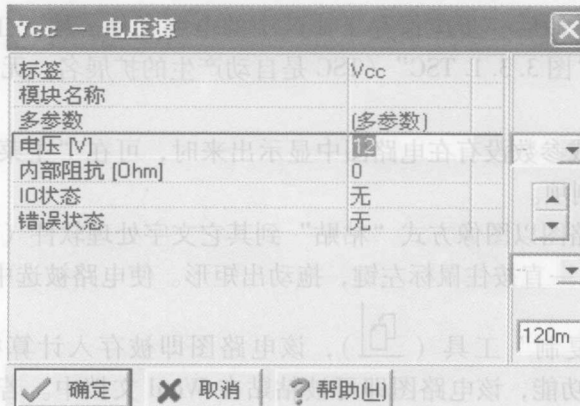 Vcc - 电压源
标签 Vcc
模块名称
多参数 (多参数)
电压 [V] 12
内部阻抗 [Ohm] 0
IO状态 无
错误状态 无
120m
确定 取消 帮助(H)